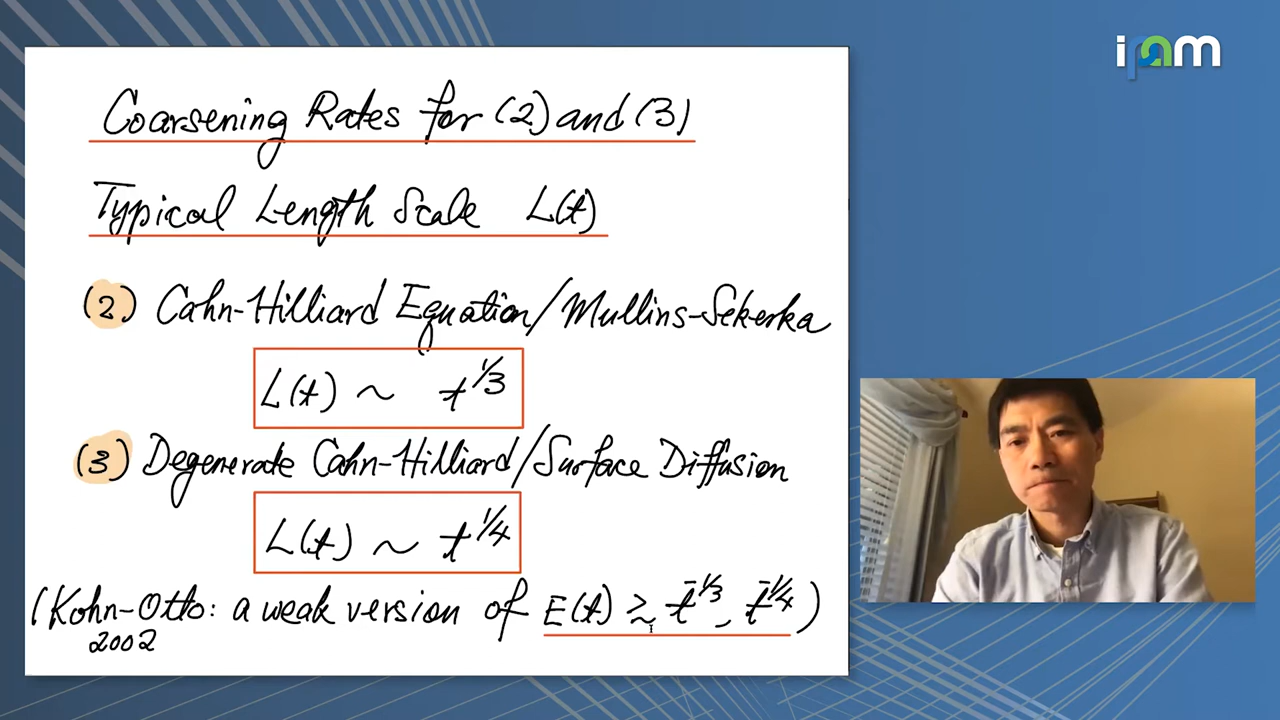 ipam
Coarsening Rates for (2) and (3)
Typical Length Scale L(t)
(2) Cahn-Hilliard Equation/Mullins-Sekerka
L(t) ~ t^1/3
(3) Degenerate Cahn-Hilliard/Surface Diffusion
L(t) ~ t^1/4
(Kohn-Otto: a weak version of E(t) ≳ t^-1/3, t^-1/4)
2002